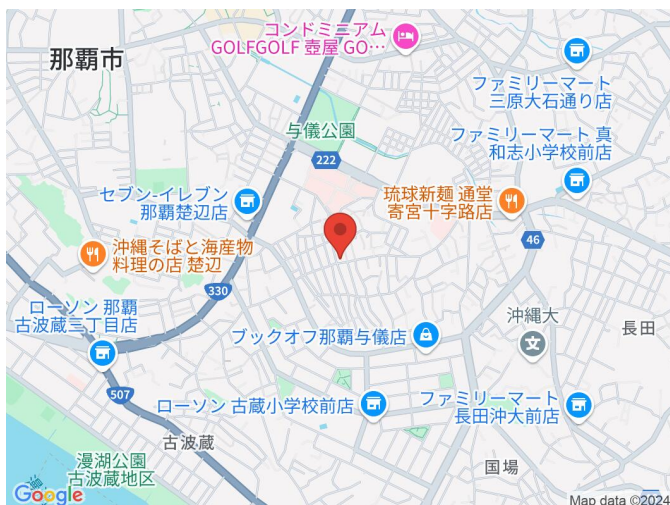 コンドミニアム
GOLFGOLF 壺屋 GO…
那覇市
ファミリーマート
三原大石通り店
与儀公園
ファミリーマート 真
和志小学校前店
222
セブン-イレブン
那覇楚辺店
琉球新麺 通堂
寄宮十字路店
沖縄そばと海産物
料理の店 楚辺
46
330
ローソン 那覇
古波蔵三丁目店
ブックオフ那覇与儀店
沖縄大
長田
507
ローソン 古蔵小学校前店
ファミリーマート
長田沖大前店
古波蔵
漫湖公園
古波蔵地区
国場
漫
Google
Map data ©2024